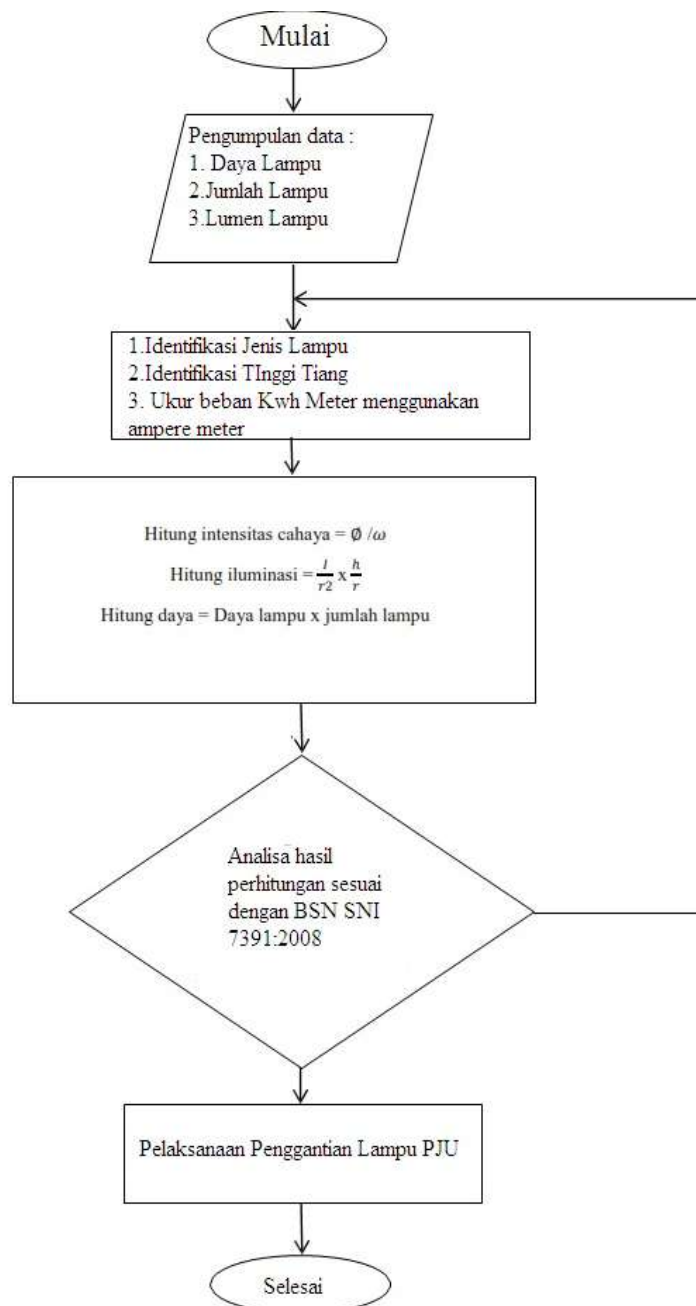 Mulai
Pengumpulan data :
1. Daya Lampu
2.Jumlah Lampu
3.Lumen Lampu
1.Identifikasi Jenis Lampu
2.Identifikasi TInggi Tiang
3. Ukur beban Kwh Meter menggunakan
ampere meter
Hitung intensitas cahaya = ∅ /ω
Hitung iluminasi = I/r2 x h/r
Hitung daya = Daya lampu x jumlah lampu
Analisa hasil
perhitungan sesuai
dengan BSN SNI
7391:2008
Pelaksanaan Penggantian Lampu PJU
Selesai